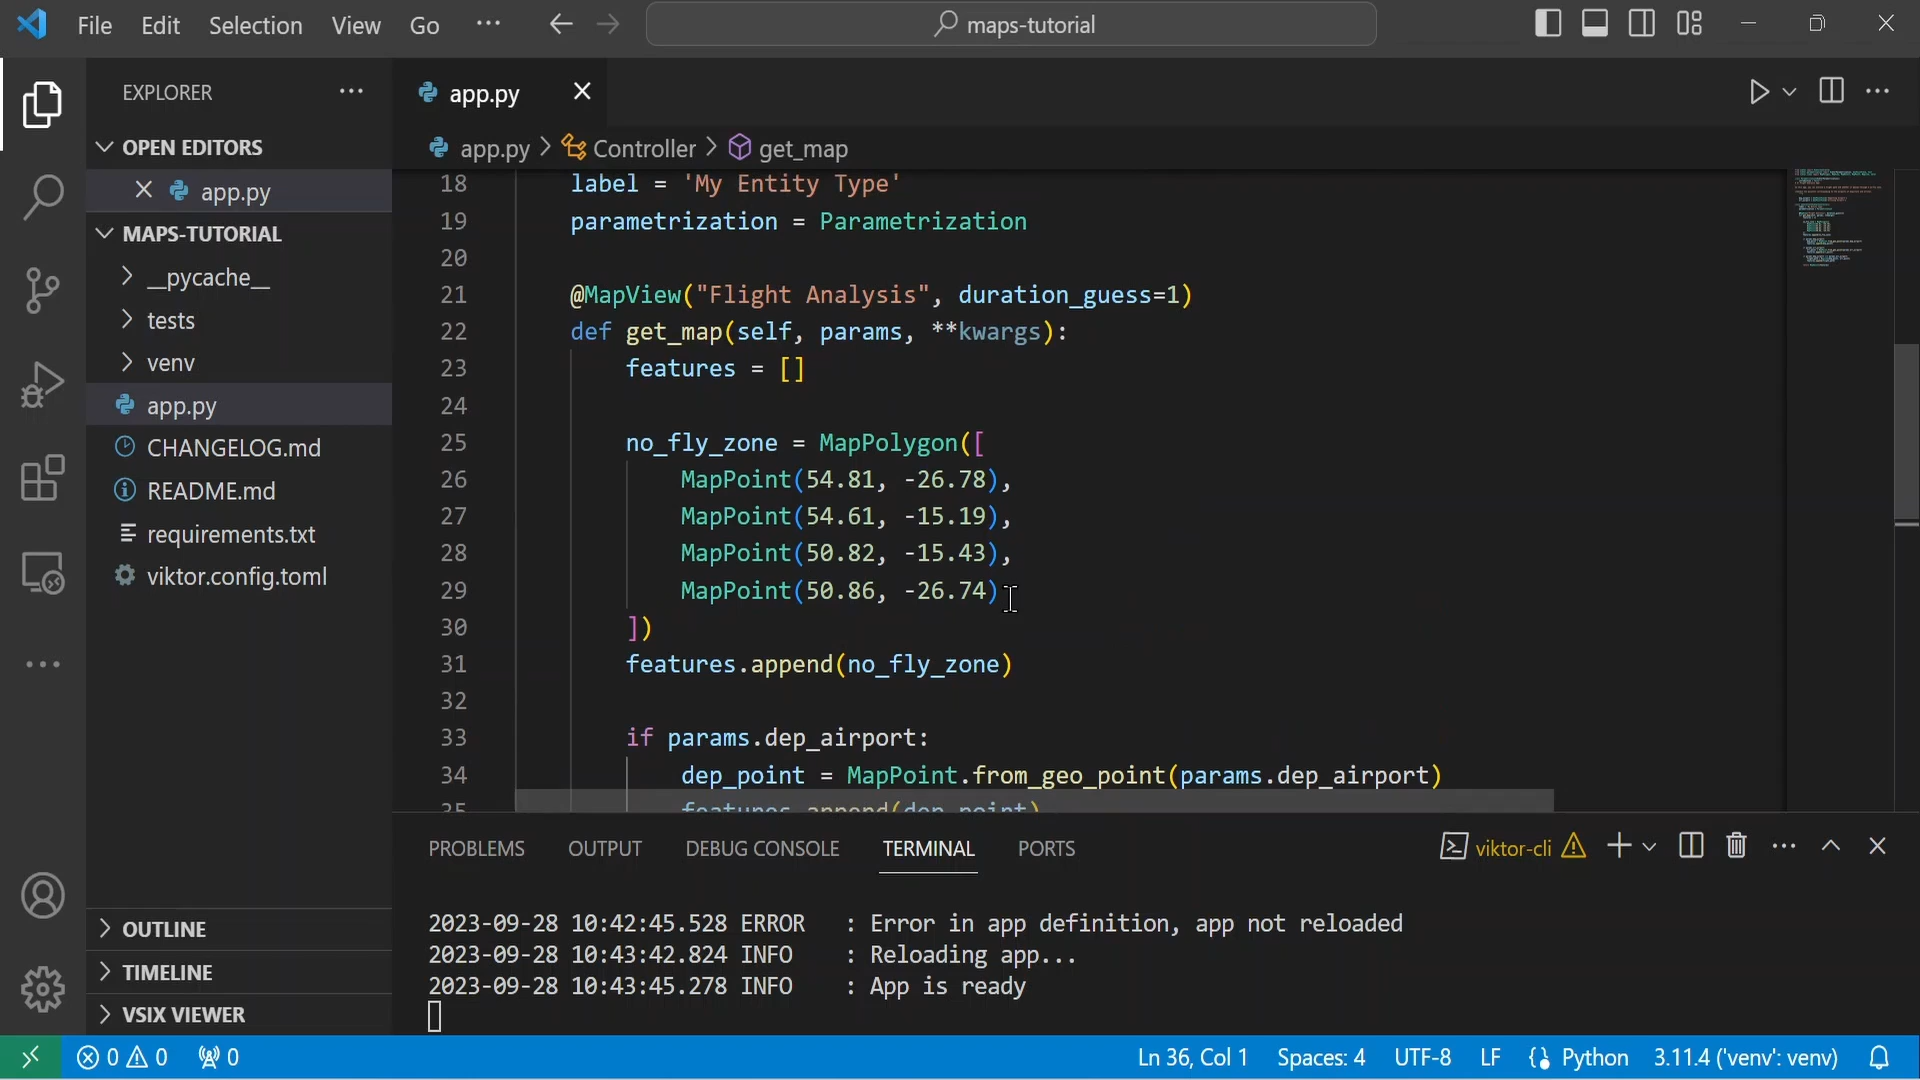 File Edit Selection View Go ··· maps-tutorial
EXPLORER ···
OPEN EDITORS
app.py
MAPS-TUTORIAL
__pycache__
tests
venv
app.py
CHANGELOG.md
README.md
requirements.txt
viktor.config.toml
OUTLINE
TIMELINE
VSIX VIEWER
app.py
app.py > Controller > get_map
18 label = 'My Entity Type'
19 parametrization = Parametrization
20
21 @MapView("Flight Analysis", duration_guess=1)
22 def get_map(self, params, **kwargs):
23 features = []
24
25 no_fly_zone = MapPolygon([
26 MapPoint(54.81, -26.78),
27 MapPoint(54.61, -15.19),
28 MapPoint(50.82, -15.43),
29 MapPoint(50.86, -26.74)
30 ])
31 features.append(no_fly_zone)
32
33 if params.dep_airport:
34 dep_point = MapPoint.from_geo_point(params.dep_airport)
35 features.append(dep_point)
PROBLEMS OUTPUT DEBUG CONSOLE TERMINAL PORTS viktor-cli
2023-09-28 10:42:45.528 ERROR : Error in app definition, app not reloaded
2023-09-28 10:43:42.824 INFO : Reloading app...
2023-09-28 10:43:45.278 INFO : App is ready
0 0 0 Ln 36, Col 1 Spaces: 4 UTF-8 LF Python 3.11.4 ('venv': venv)